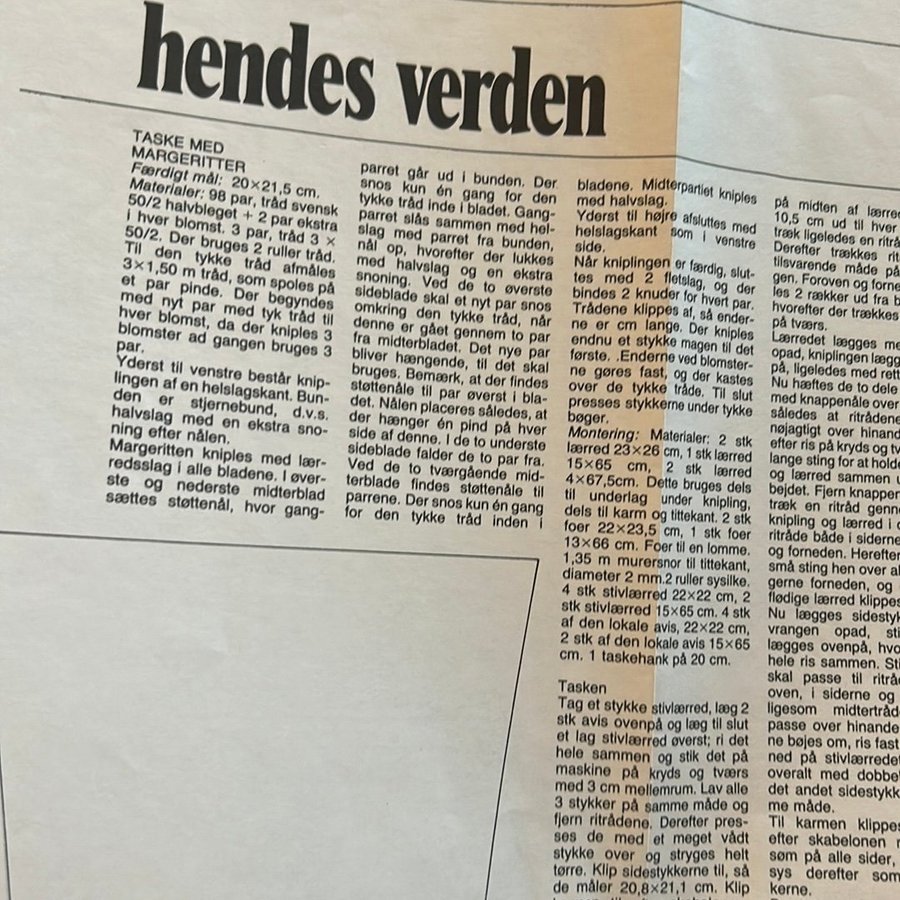 hendes verden
TASKE MED
MARGERITTER
Færdigt mål: 20×21,5 cm.
Materialer: 98 par, tråd svensk
50/2 halvbleget + 2 par ekstra
i hver blomst. 3 par, tråd 3 ×
50/2. Der bruges 2 ruller tråd.
Til den tykke tråd afmåles
3×1,50 m tråd, som spoles på
et par pinde. Der begyndes
med nyt par med tyk tråd til
hver blomst, da der kniples 3
blomster ad gangen bruges 3
par.
Yderst til venstre består knip-
lingen af en helslagskant. Bun-
den er stjernebund, d.v.s.
halvslag med en ekstra sno-
ning efter nålen.
Margeritten kniples med lær-
redsslag i alle bladene. I øver-
ste og nederste midterblad
sættes støttenål, hvor gang-
parret går ud i bunden. Der
snos kun én gang for den
tykke tråd inde i bladet. Gang-
parret slås sammen med hel-
slag med parret fra bunden,
nål op, hvorefter der lukkes
med halvslag og en ekstra
snoning. Ved de to øverste
sideblade skal et nyt par snos
omkring den tykke tråd, når
denne er gået gennem to par
fra midterbladet. Det nye par
bliver hængende, til det skal
bruges. Bemærk, at der findes
støttenåle til par øverst i bla-
det. Nålen placeres således, at
der hænger én pind på hver
side af denne. I de to underste
sideblade falder de to par fra.
Ved de to tværgående mid-
terblade findes støttenåle til
parrene. Der snos kun én gang
for den tykke tråd inden i
bladene. Midterpartiet kniples
med halvslag.
Yderst til højre afsluttes med
helslagskant som i venstre
side.
Når kniplingen er færdig, slut-
tes med 2 fletslag, og der
bindes 2 knuder for hvert par.
Trådene klippes af, så ender-
ne er cm lange. Der kniples
endnu et stykke magen til det
første. .Enderne ved blomster-
ne gøres fast, og der kastes
over de tykke tråde. Til slut
presses stykkerne under tykke
bøger.
Montering: Materialer: 2 stk
lærred 23×26 cm, 1 stk lærred
15×65 cm, 2 stk lærred
4×67,5cm. Dette bruges dels
til underlag under knipling,
dels til karm og tittekant. 2 stk
foer 22×23,5 cm, 1 stk foer
13×66 cm. Foer til en lomme.
1,35 m murersnor til tittekant,
diameter 2 mm.2 ruller sysilke.
4 stk stivlærred 22×22 cm, 2
stk stivlærred 15×65 cm. 4 stk
af den lokale avis, 22×22 cm,
2 stk af den lokale avis 15×65
cm. 1 taskehank på 20 cm.
Tasken
Tag et stykke stivlærred, læg 2
stk avis ovenpå og læg til slut
et lag stivlærred øverst; ri det
hele sammen og stik det på
maskine på kryds og tværs
med 3 cm mellemrum. Lav alle
3 stykker på samme måde og
fjern ritrådene. Derefter pres-
ses de med et meget vådt
stykke over og stryges helt
tørre. Klip sidestykkerne til, så
de måler 20,8×21,1 cm. Klip
på midten af lærred
10,5 cm ud til hver
træk ligeledes en ritrå
Derefter trækkes rit
tilsvarende måde på
gen. Foroven og forne
les 2 rækker ud fra b
hvorefter der trækkes
på tværs.
Lærredet lægges me
opad, kniplingen lægg
på, ligeledes med rett
Nu hæftes de to dele
med knappenåle over
således at ritrådene
nøjagtigt over hinand
efter ris på kryds og tv
lange sting for at holde
og lærred sammen u
bejdet. Fjern knappen
træk en ritråd genne
knipling og lærred i d
ritråde både i siderne
og forneden. Herefter
små sting hen over al
gerne forneden, og
flødige lærred klippes
Nu lægges sidestyk
vrangen opad, sti
lægges ovenpå, hvo
hele ris sammen. Sti
skal passe til ritråd
oven, i siderne og
ligesom midtertråde
passe over hinande
ne bøjes om, ris fast
ned på stivlærredet
overalt med dobbel
det andet sidestykk
me måde.
Til karmen klippes
efter skabelonen
søm på alle sider,
sys derefter som
kerne.